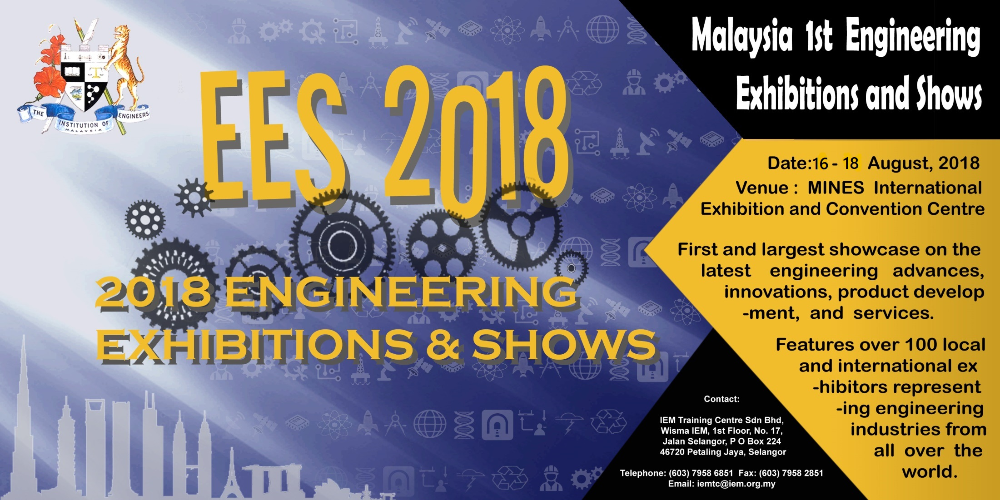 THE
INSTITUTION OF
ENGINEERS
MALAYSIA
EES 2018
2018 ENGINEERING
EXHIBITIONS & SHOWS
Malaysia 1st Engineering
Exhibitions and Shows
Date:16 - 18 August, 2018
Venue : MINES International
Exhibition and Convention Centre
First and largest showcase on the
latest engineering advances,
innovations, product develop
-ment, and services.
Features over 100 local
and international ex
-hibitors represent
-ing engineering
industries from
all over the
world.
Contact:
IEM Training Centre Sdn Bhd,
Wisma IEM, 1st Floor, No. 17,
Jalan Selangor, P O Box 224
46720 Petaling Jaya, Selangor
Telephone: (603) 7958 6851 Fax: (603) 7958 2851
Email: iemtc@iem.org.my